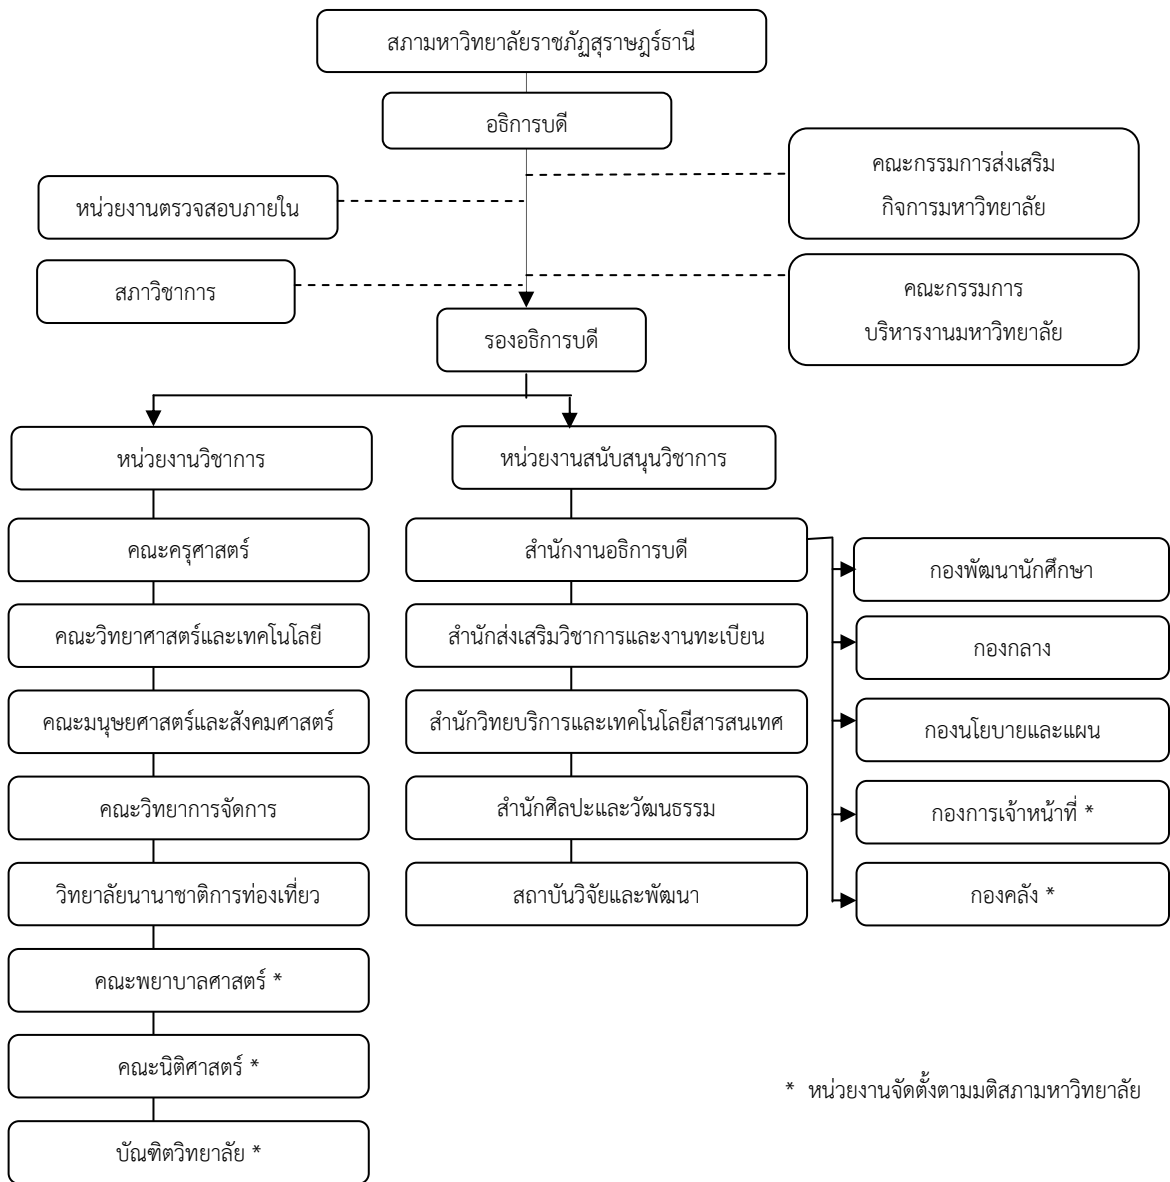 สภามหาวิทยาลัยราชภัฏสุราษฎร์ธานี
อธิการบดี
คณะกรรมการส่งเสริม
กิจการมหาวิทยาลัย
หน่วยงานตรวจสอบภายใน
สภาวิชาการ
คณะกรรมการ
บริหารงานมหาวิทยาลัย
รองอธิการบดี
หน่วยงานวิชาการ
คณะครุศาสตร์
คณะวิทยาศาสตร์และเทคโนโลยี
คณะมนุษยศาสตร์และสังคมศาสตร์
คณะวิทยาการจัดการ
วิทยาลัยนานาชาติการท่องเที่ยว
คณะพยาบาลศาสตร์ *
คณะนิติศาสตร์ *
บัณฑิตวิทยาลัย *
หน่วยงานสนับสนุนวิชาการ
สำนักงานอธิการบดี
สำนักส่งเสริมวิชาการและงานทะเบียน
สำนักวิทยบริการและเทคโนโลยีสารสนเทศ
สำนักศิลปะและวัฒนธรรม
สถาบันวิจัยและพัฒนา
กองพัฒนานักศึกษา
กองกลาง
กองนโยบายและแผน
กองการเจ้าหน้าที่ *
กองคลัง *
* หน่วยงานจัดตั้งตามมติสภามหาวิทยาลัย